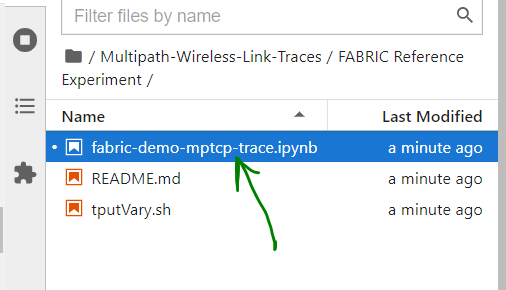 Filter files by name
/ Multipath-Wireless-Link-Traces / FABRIC Reference
Experiment /
Name Last Modified
fabric-demo-mptcp-trace.ipynb a minute ago
README.md a minute ago
tputVary.sh a minute ago